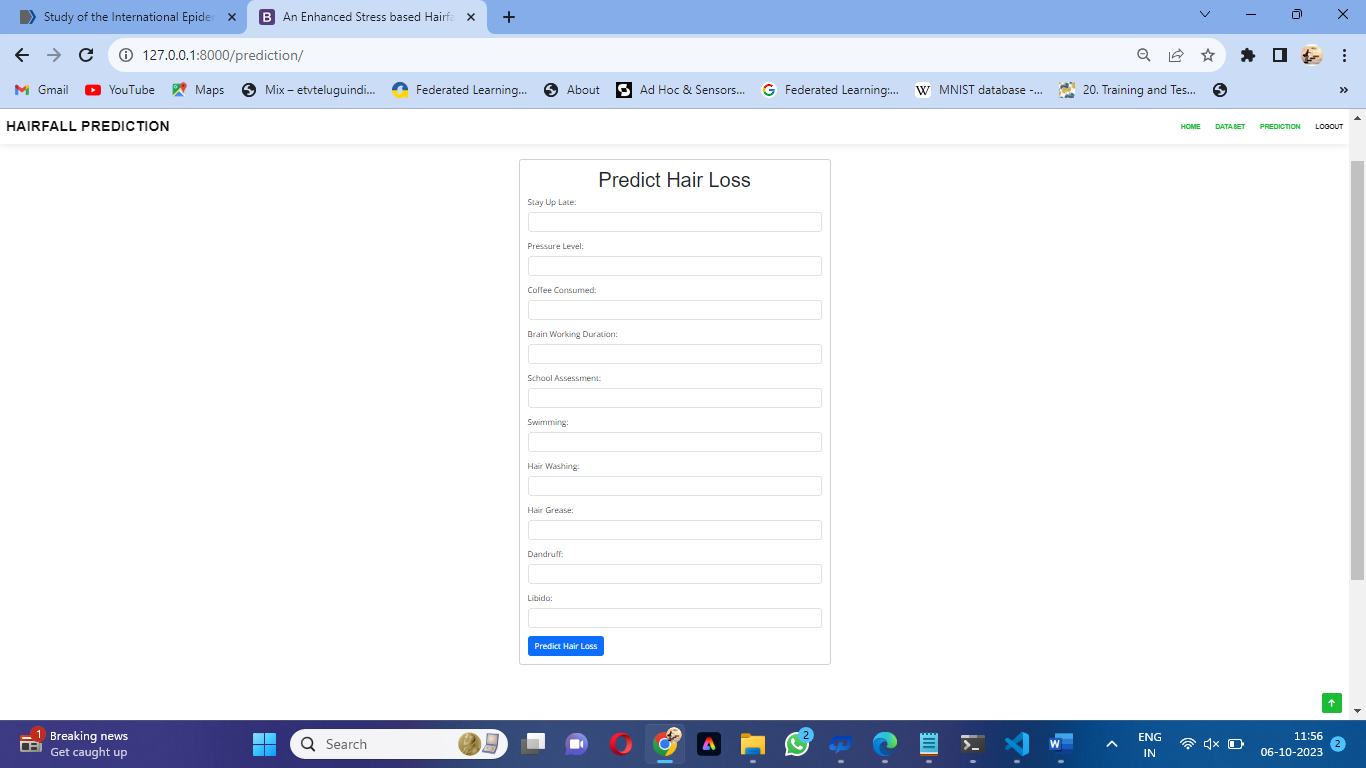 Study of the International Epider
An Enhanced Stress based Hairfa
127.0.0.1:8000/prediction/
Gmail
YouTube
Maps
Mix – etvteluguindi...
Federated Learning...
About
Ad Hoc & Sensors...
Federated Learning:...
MNIST database -...
20. Training and Tes...
»
HAIRFALL PREDICTION
HOME
DATASET
PREDICTION
LOGOUT
Predict Hair Loss
Stay Up Late:
Pressure Level:
Coffee Consumed:
Brain Working Duration:
School Assessment:
Swimming:
Hair Washing:
Hair Grease:
Dandruff:
Libido:
Predict Hair Loss
1
Breaking news
Get caught up
Search
2
ENG
IN
11:56
06-10-2023
2